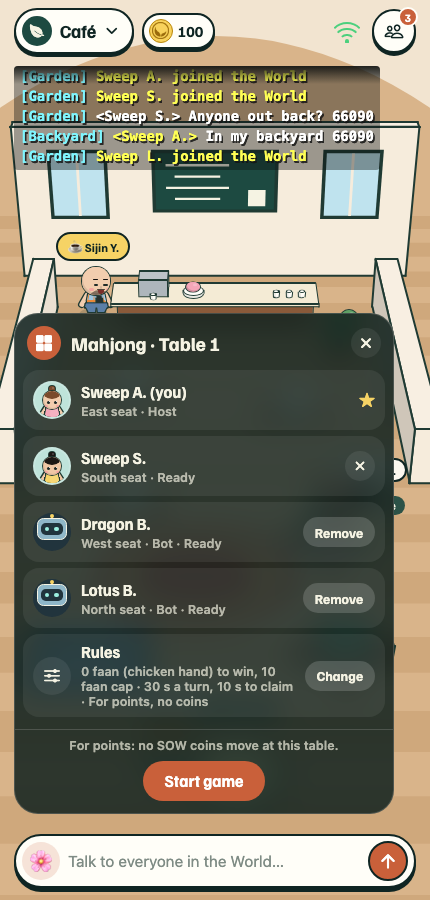 Café
100
3
[Garden] Sweep A. joined the World
[Garden] Sweep S. joined the World
[Garden] <Sweep S.> Anyone out back? 66090
[Backyard] <Sweep A.> In my backyard 66090
[Garden] Sweep L. joined the World
Sijin Y.
Mahjong · Table 1
Sweep A. (you)
East seat · Host
Sweep S.
South seat · Ready
Dragon B.
West seat · Bot · Ready
Remove
Lotus B.
North seat · Bot · Ready
Remove
Rules
0 faan (chicken hand) to win, 10
faan cap · 30 s a turn, 10 s to claim
· For points, no coins
Change
For points: no SOW coins move at this table.
Start game
Talk to everyone in the World...